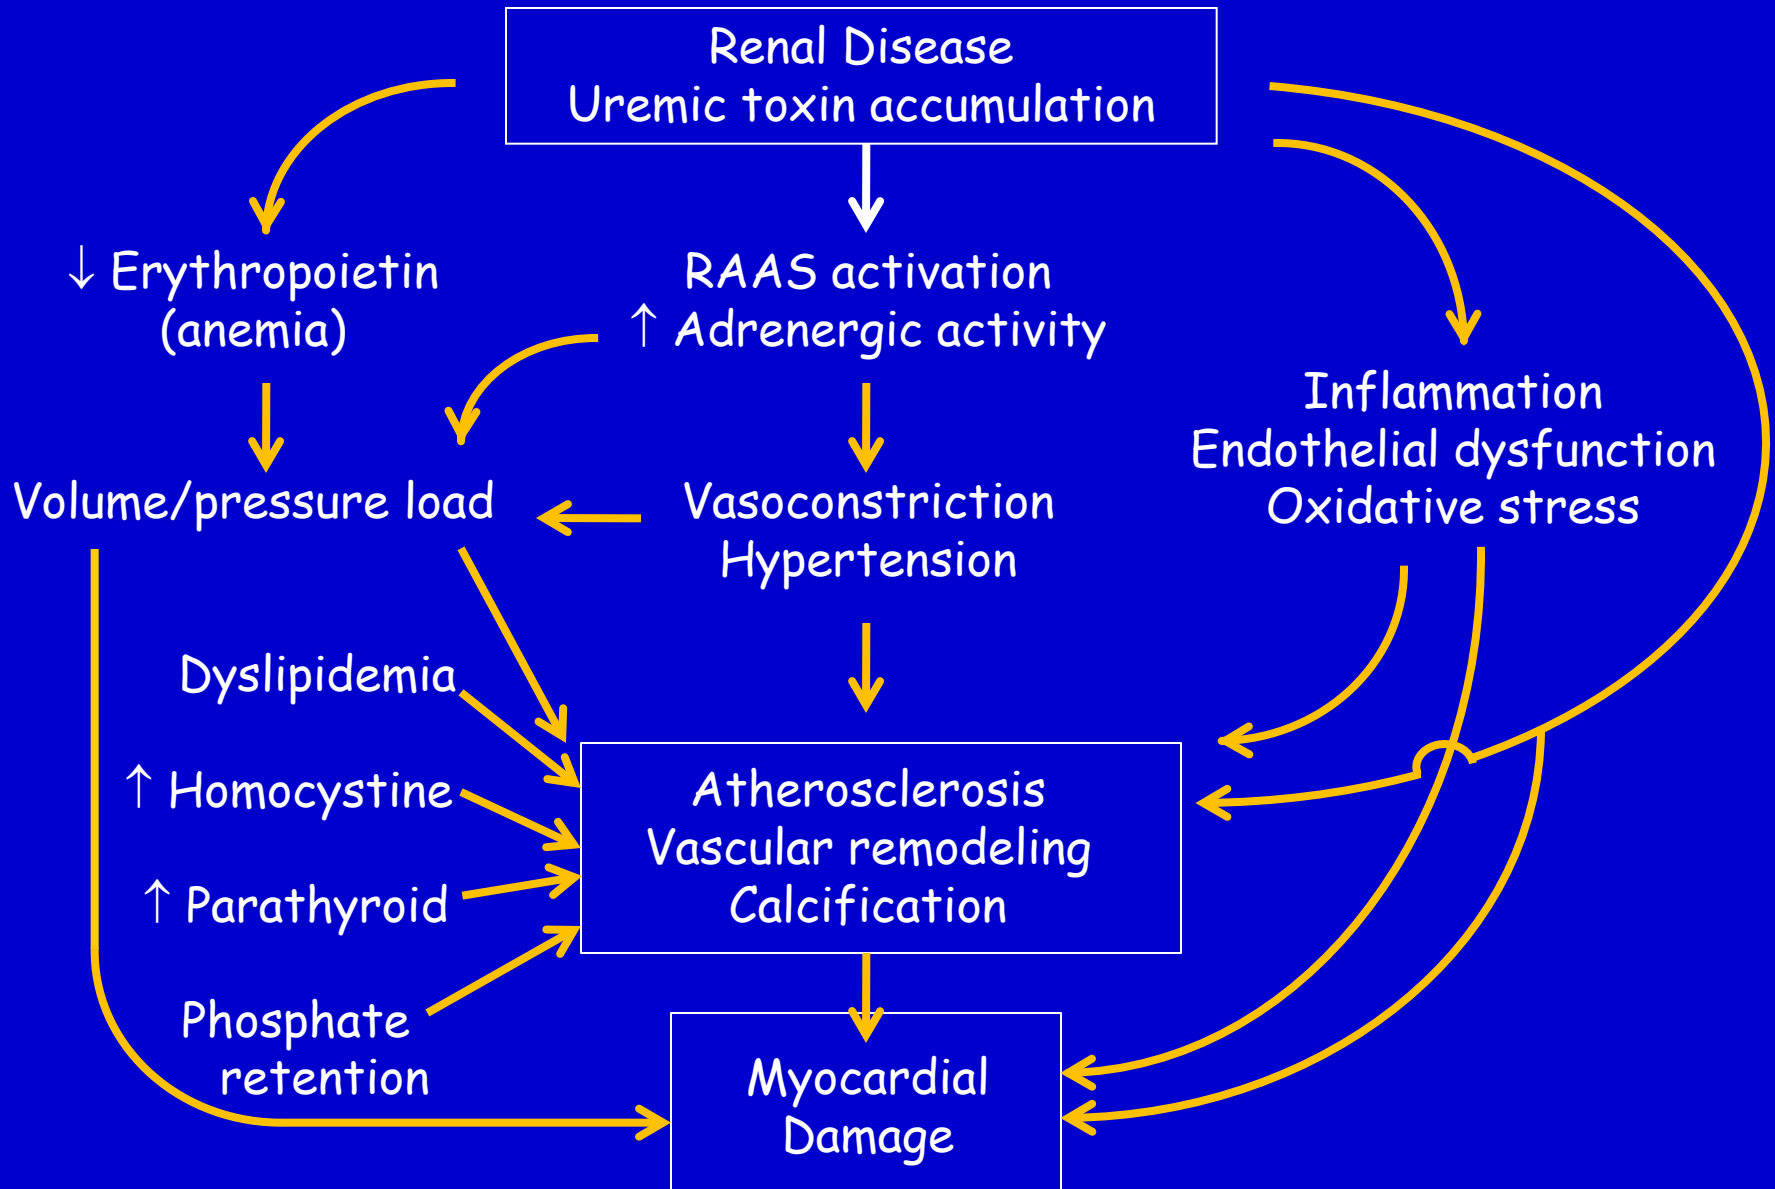 Renal Disease
Uremic toxin accumulation
↓ Erythropoietin
(anemia)
RAAS activation
↑ Adrenergic activity
Inflammation
Endothelial dysfunction
Oxidative stress
Volume/pressure load
Vasoconstriction
Hypertension
Dyslipidemia
↑ Homocystine
↑ Parathyroid
Phosphate
retention
Atherosclerosis
Vascular remodeling
Calcification
Myocardial
Damage